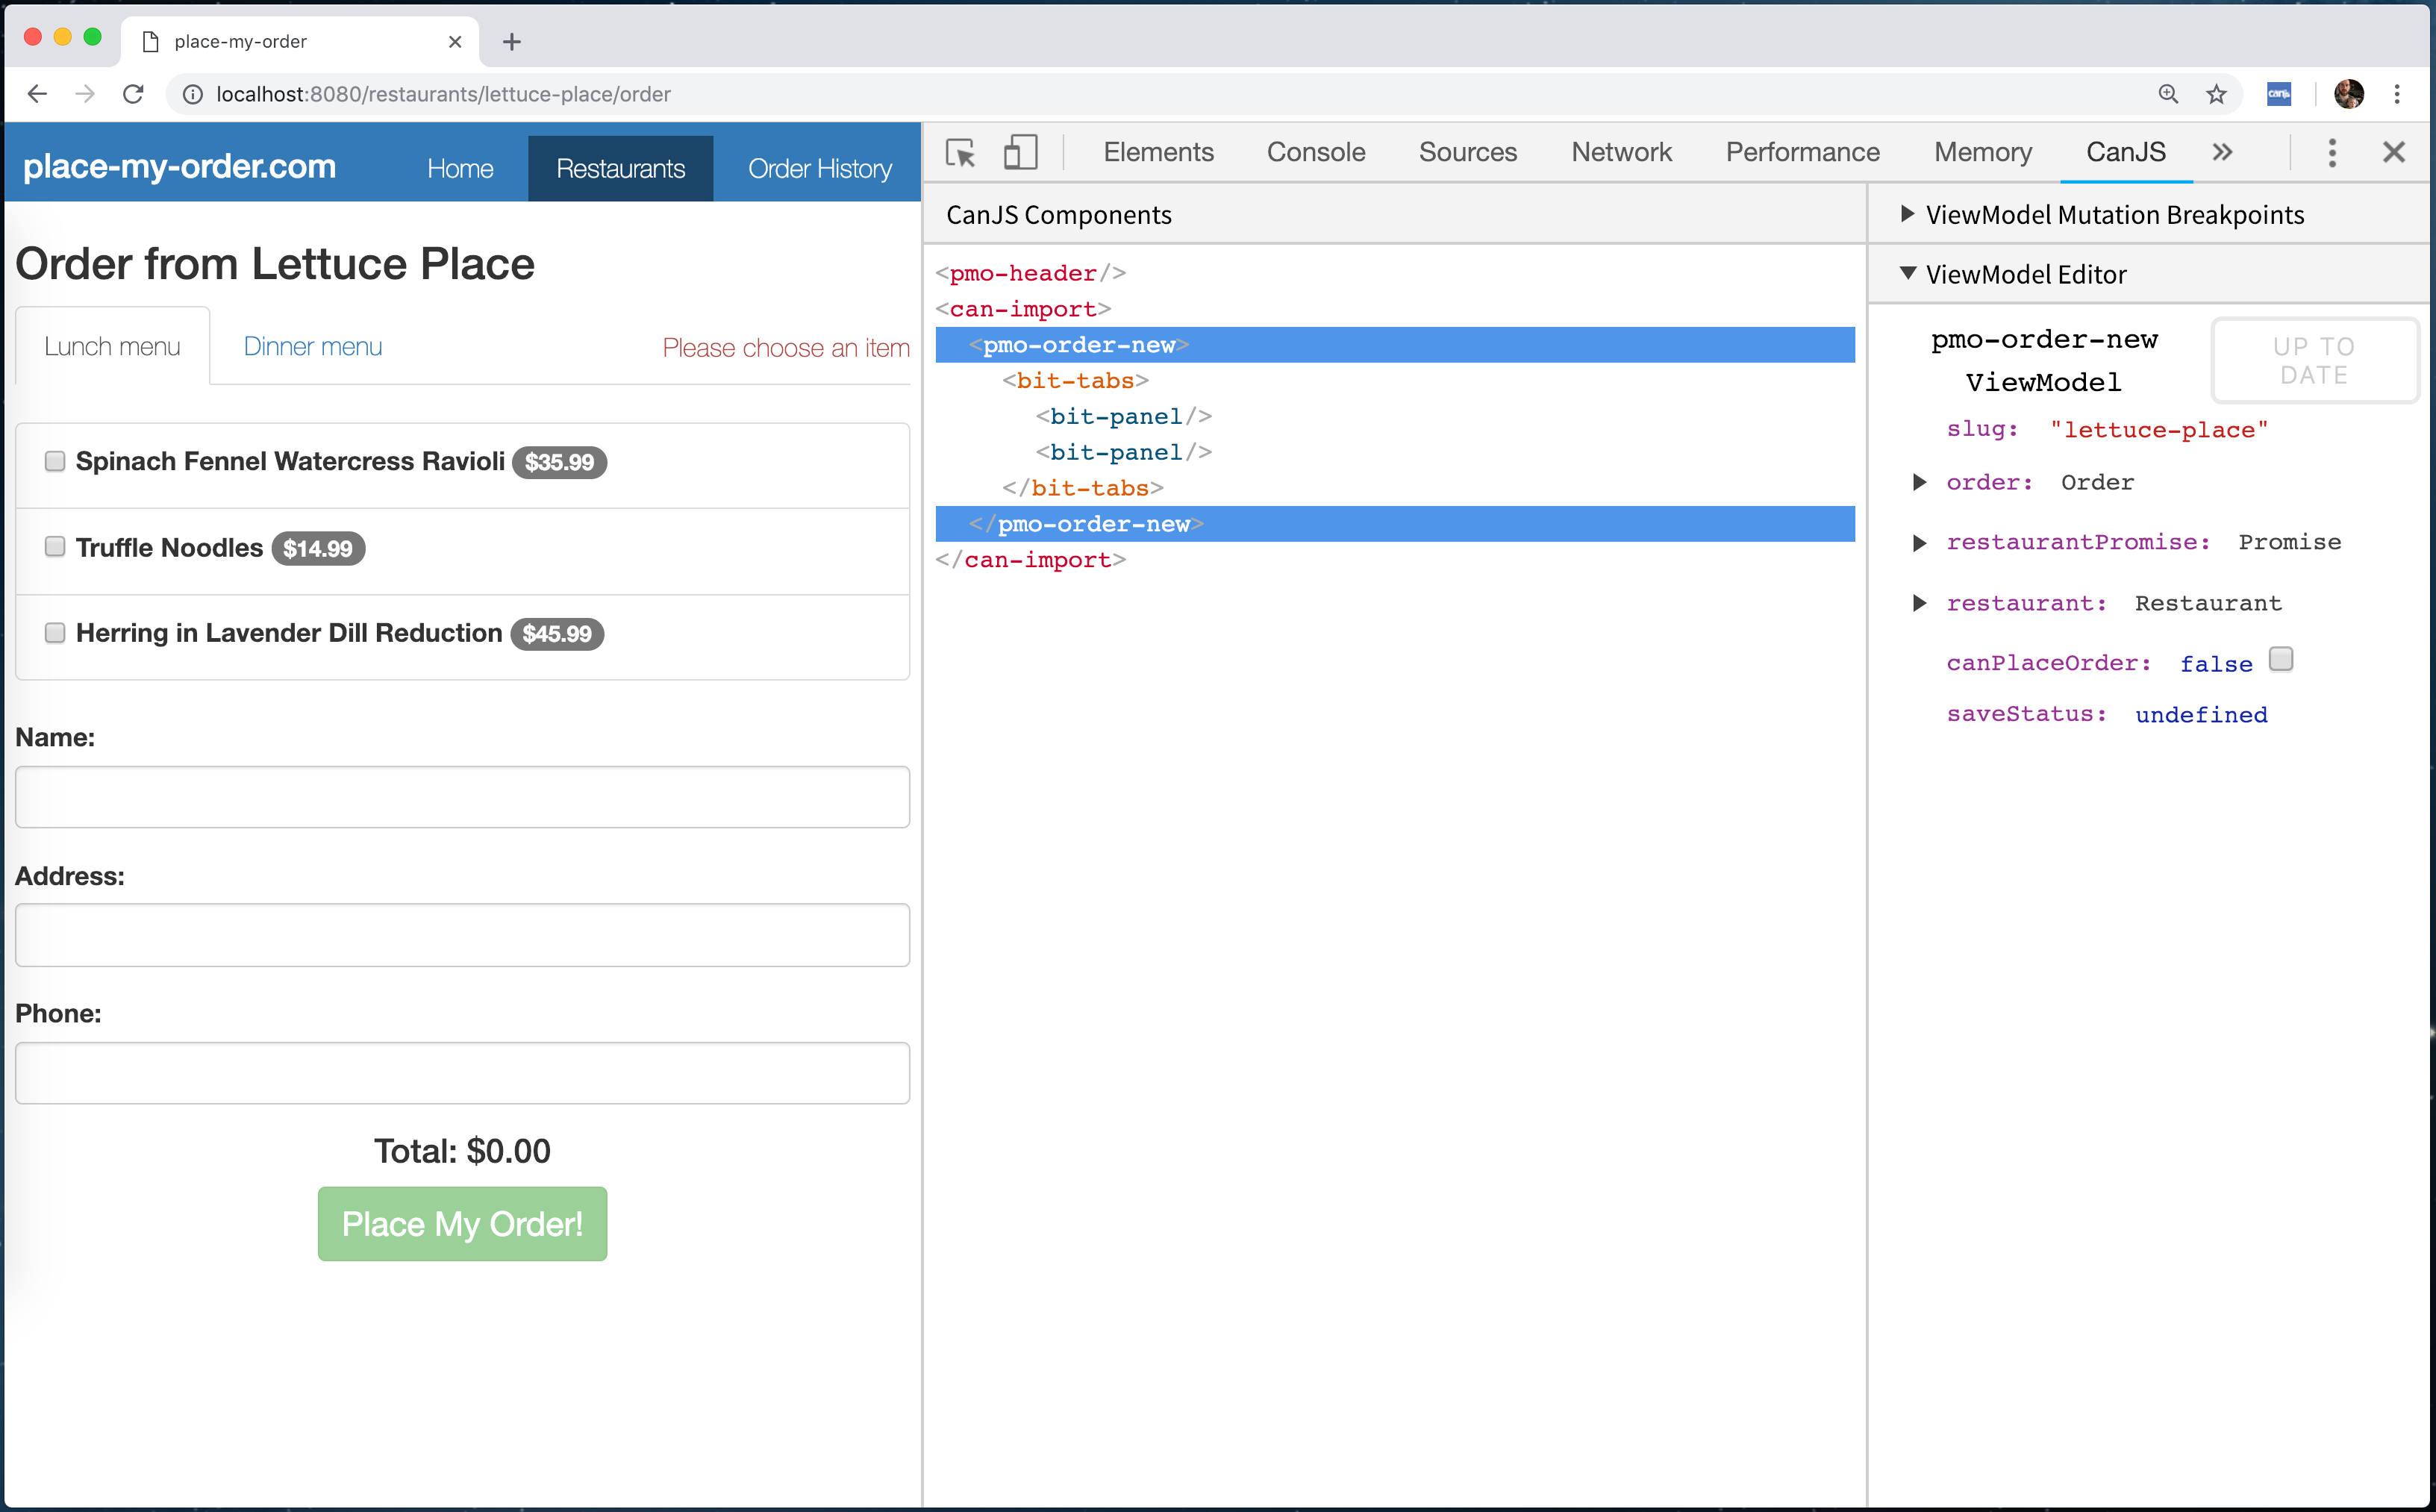 place-my-order
localhost:8080/restaurants/lettuce-place/order
canjs
place-my-order.com
Home
Restaurants
Order History
Order from Lettuce Place
Lunch menu
Dinner menu
Please choose an item
Spinach Fennel Watercress Ravioli $35.99
Truffle Noodles $14.99
Herring in Lavender Dill Reduction $45.99
Name:
Address:
Phone:
Total: $0.00
Place My Order!
Elements
Console
Sources
Network
Performance
Memory
CanJS
CanJS Components
<pmo-header/>
<can-import>
<pmo-order-new>
<bit-tabs>
<bit-panel/>
<bit-panel/>
</bit-tabs>
</pmo-order-new>
</can-import>
ViewModel Mutation Breakpoints
ViewModel Editor
pmo-order-new
ViewModel
UP TO
DATE
slug: "lettuce-place"
order: Order
restaurantPromise: Promise
restaurant: Restaurant
canPlaceOrder: false
saveStatus: undefined